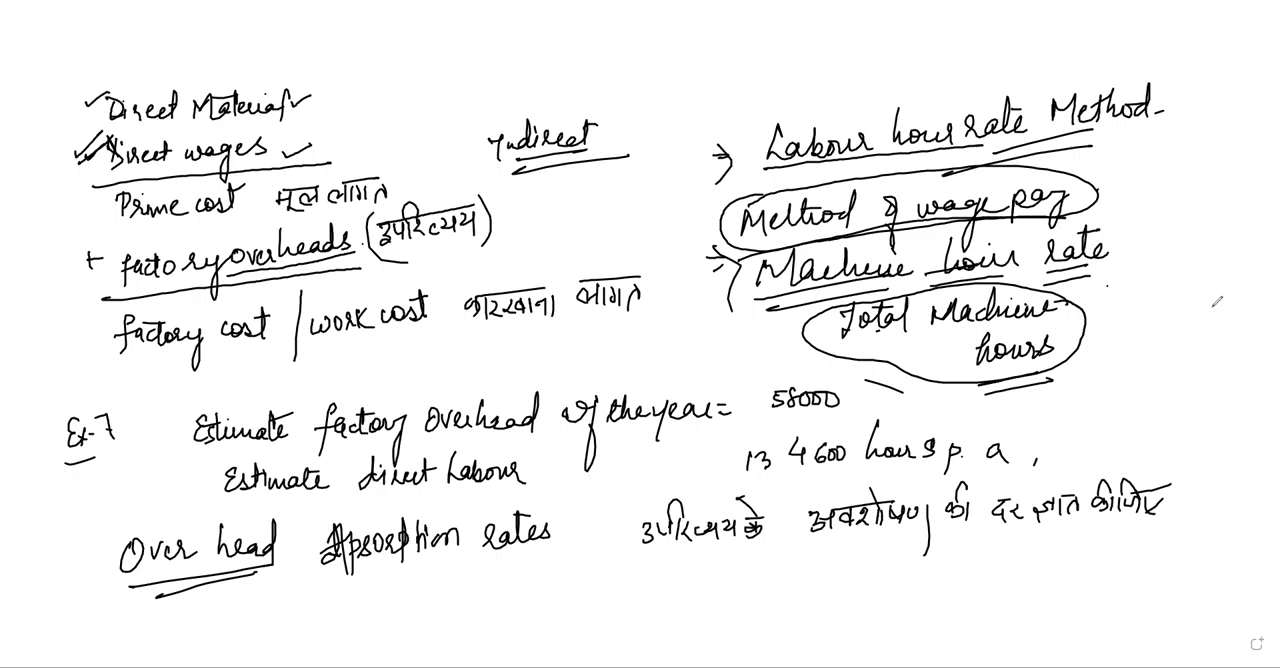 Direct Material
Direct wages
Prime cost मूल लागत
+ factory overheads (उपरिव्यय)
factory cost | work cost कारखाना लागत
Indirect
Labour hour rate Method
Method of wage pay
Machine hour rate
Total Machine
hours
Ex-7 Estimate factory overhead of the year = 58000
Estimate direct labour 134600 hours p.a,
Over head Apsorption rates उपरिव्यय के अवशोषण की दर ज्ञात कीजिए